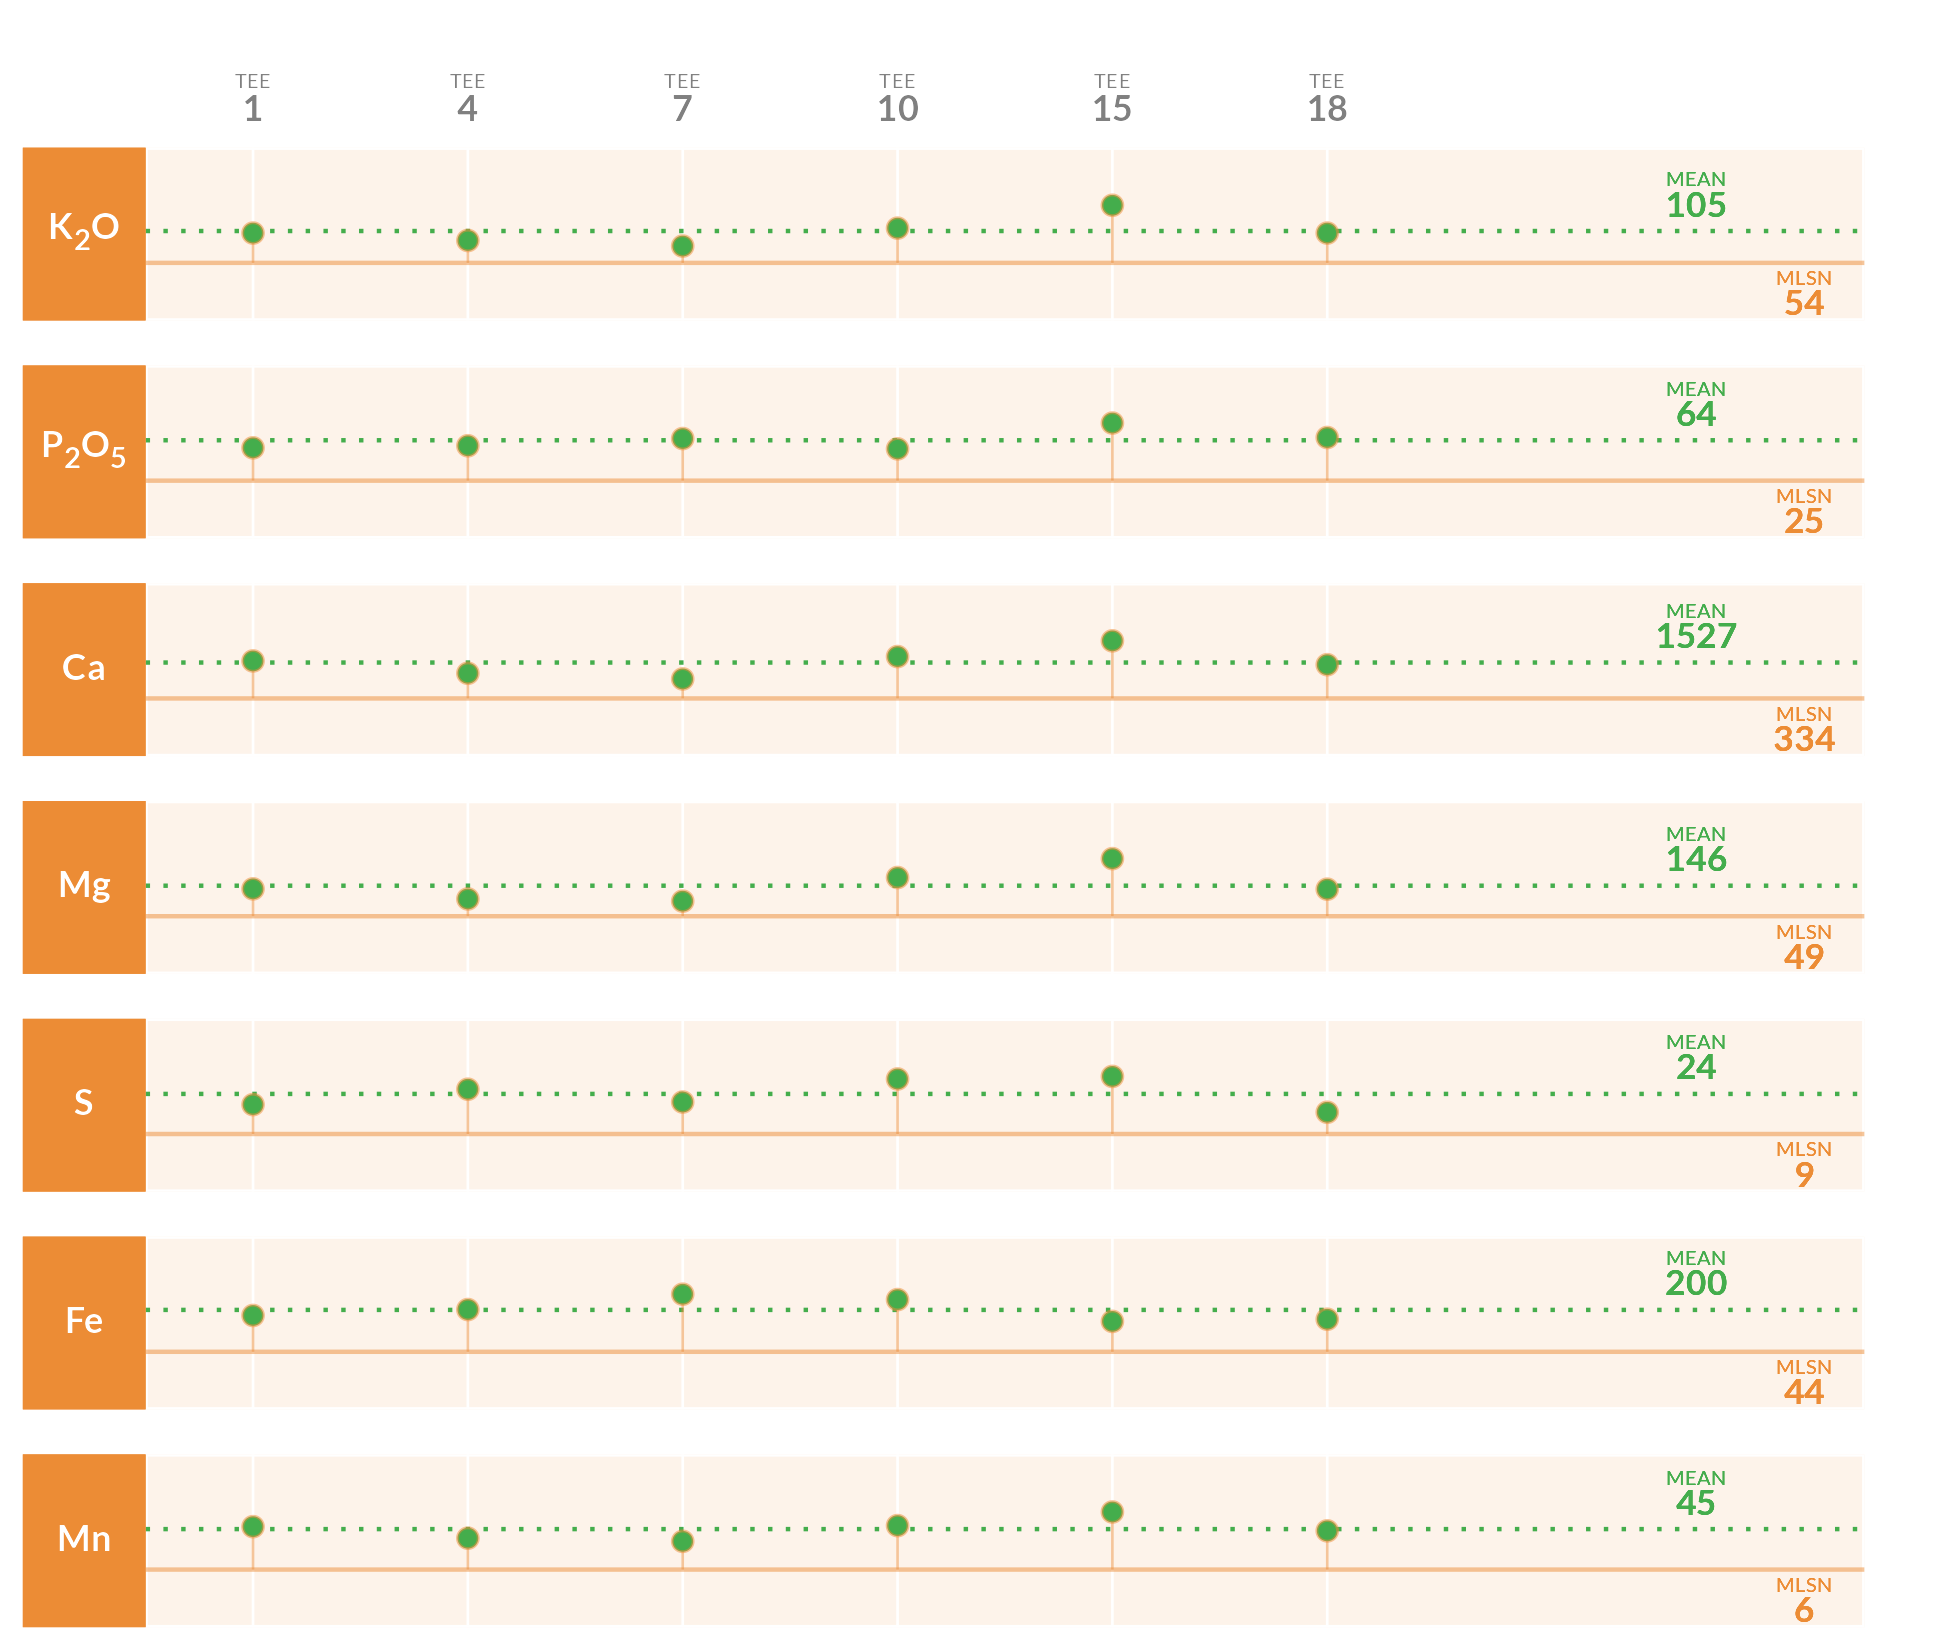 TEE TEE TEE TEE TEE TEE
1 4 7 10 15 18
K₂O
MEAN
105
MLSN
54
P₂O₅
MEAN
64
MLSN
25
Ca
MEAN
1527
MLSN
334
Mg
MEAN
146
MLSN
49
S
MEAN
24
MLSN
9
Fe
MEAN
200
MLSN
44
Mn
MEAN
45
MLSN
6